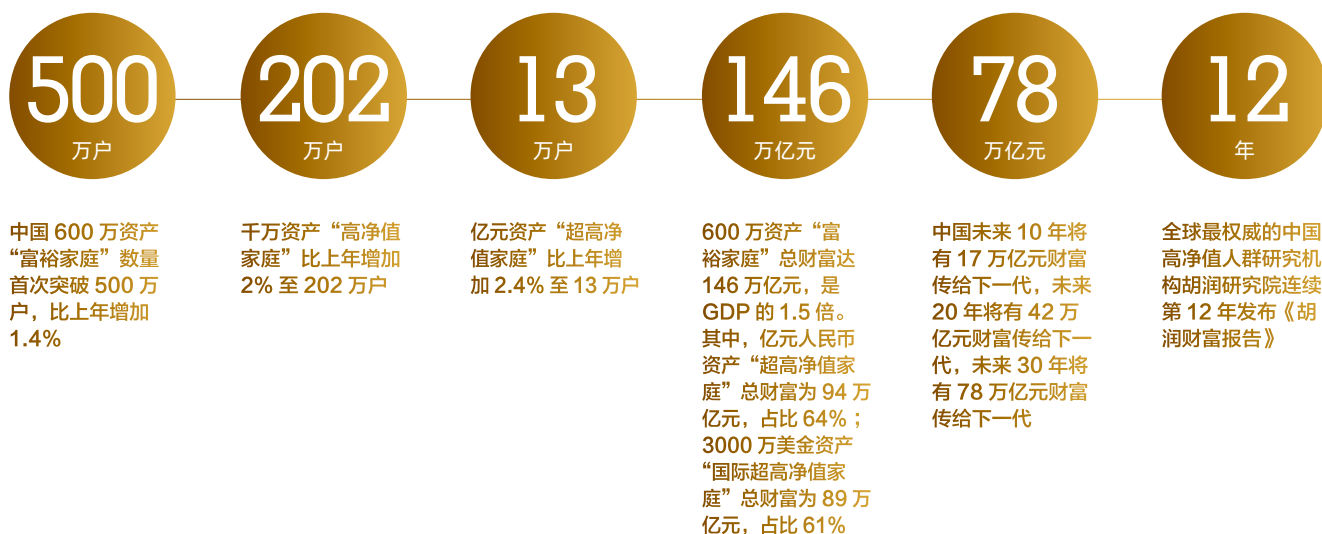 500
万户
中国 600 万资产
“富裕家庭”数量
首次突破 500 万
户，比上年增加
1.4%
202
万户
千万资产“高净值
家庭”比上年增加
2% 至 202 万户
13
万户
亿元资产“超高净
值家庭”比上年增
加 2.4% 至 13 万户
146
万亿元
600 万资产“富
裕家庭”总财富达
146 万亿元，是
GDP 的 1.5 倍。
其中，亿元人民币
资产“超高净值家
庭”总财富为 94 万
亿元，占比 64%；
3000 万美金资产
“国际超高净值家
庭”总财富为 89 万
亿元，占比 61%
78
万亿元
中国未来 10 年将
有 17 万亿元财富
传给下一代，未来
20 年将有 42 万
亿元财富传给下一
代，未来 30 年将
有 78 万亿元财富
传给下一代
12
年
全球最权威的中国
高净值人群研究机
构胡润研究院连续
第 12 年发布《胡
润财富报告》